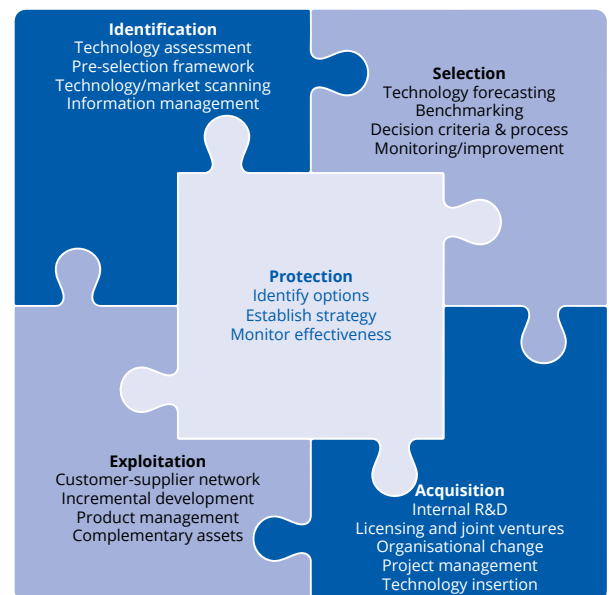 Identification
Technology assessment
Pre-selection framework
Technology/market scanning
Information management
Selection
Technology forecasting
Benchmarking
Decision criteria & process
Monitoring/improvement
Protection
Identify options
Establish strategy
Monitor effectiveness
Exploitation
Customer-supplier network
Incremental development
Product management
Complementary assets
Acquisition
Internal R&D
Licensing and joint ventures
Organisational change
Project management
Technology insertion